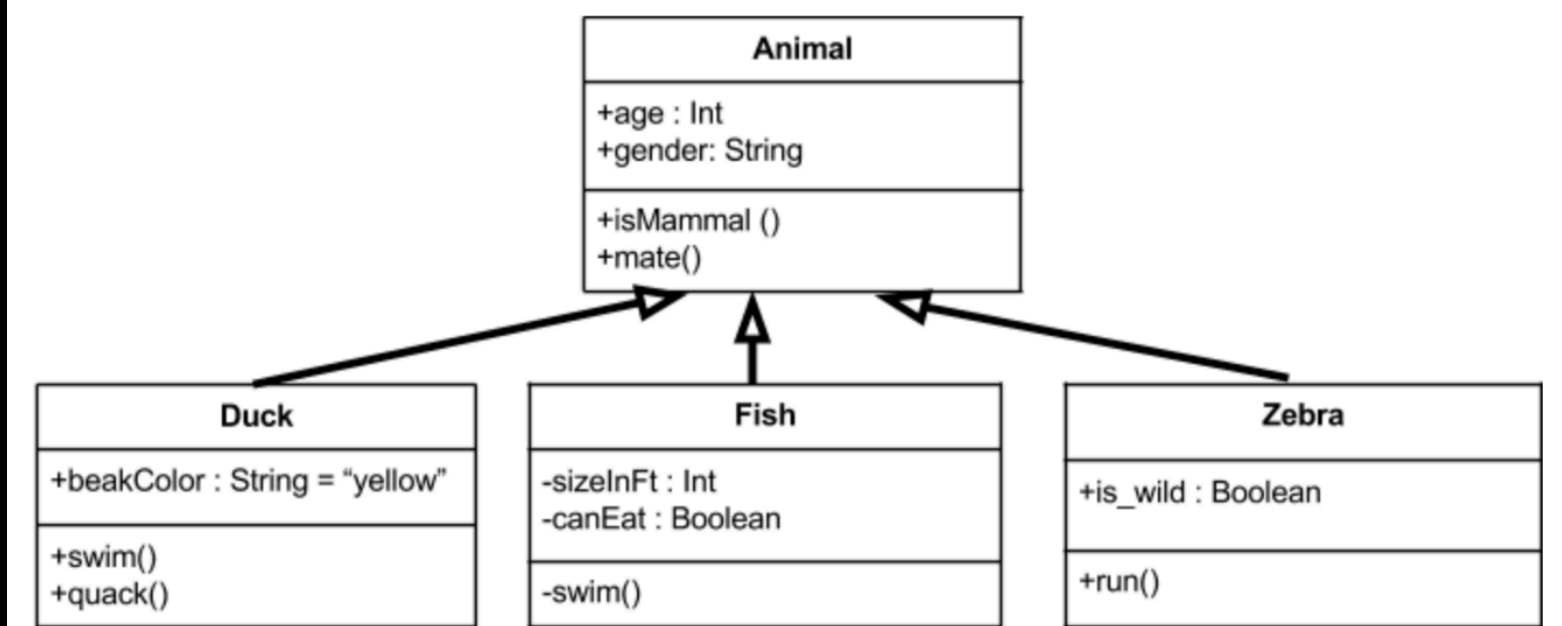 Animal
+age : Int
+gender: String
+isMammal ()
+mate()
Duck
+beakColor : String = “yellow”
+swim()
+quack()
Fish
-sizeInFt : Int
-canEat : Boolean
-swim()
Zebra
+is_wild : Boolean
+run()